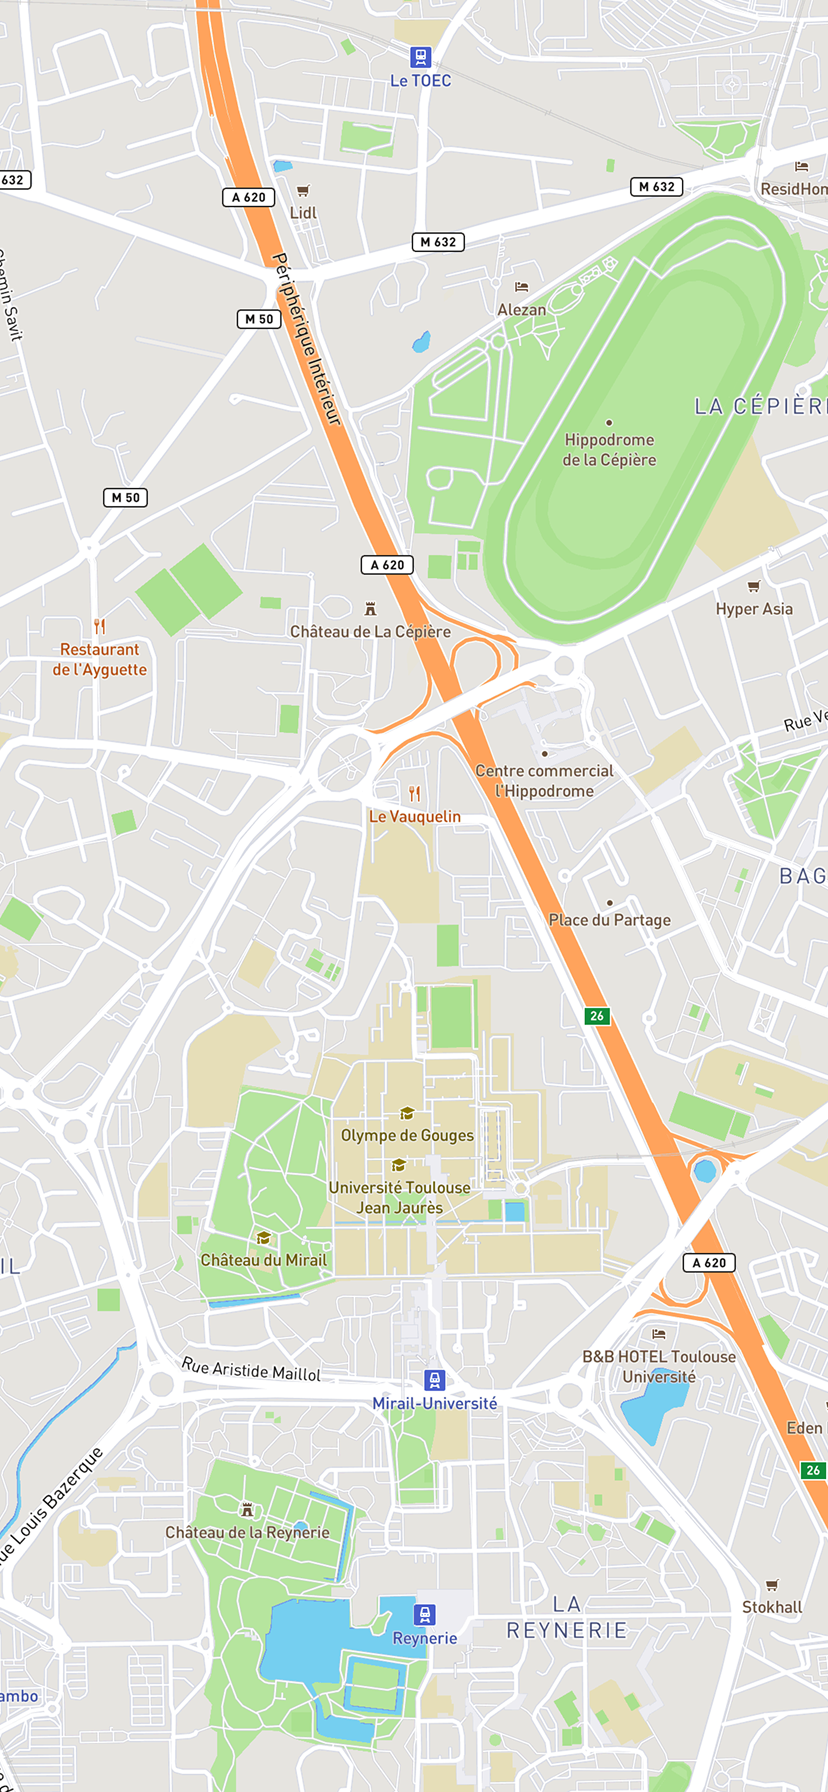 Le TOEC
632
M 632
ResidHom
A 620
Lidl
M 632
Chemin Savit
Périphérique Intérieur
Alezan
M 50
LA CÉPIÈR
Hippodrome
de la Cépière
M 50
A 620
Hyper Asia
Château de La Cépière
Restaurant
de l'Ayguette
Rue Ve
Centre commercial
l'Hippodrome
Le Vauquelin
BAG
Place du Partage
26
Olympe de Gouges
Université Toulouse
Jean Jaurès
Château du Mirail
IL
A 620
B&B HOTEL Toulouse
Université
Rue Aristide Maillol
Mirail-Université
Eden
26
ue Louis Bazerque
Château de la Reynerie
Stokhall
LA
REYNERIE
Reynerie
ambo